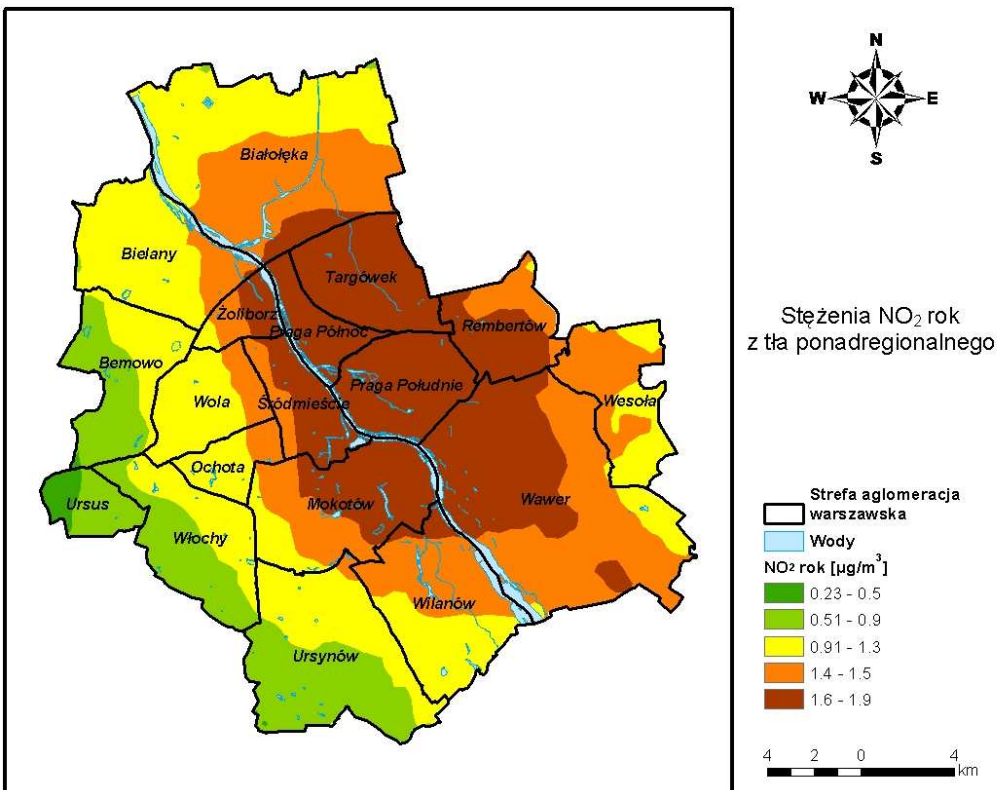 N
W E
S
Białołęka
Bielany
Targówek
Żoliborz
Praga Północ
Rembertów
Bemowo
Praga Południe
Wola
Śródmieście
Wesoła
Ochota
Ursus
Mokotów
Wawer
Włochy
Wilanów
Ursynów
Stężenia NO2 rok
z tła ponadregionalnego
Strefa aglomeracja
warszawska
Wody
NO2 rok [µg/m³]
0.23 - 0.5
0.51 - 0.9
0.91 - 1.3
1.4 - 1.5
1.6 - 1.9
4 2 0 4
km